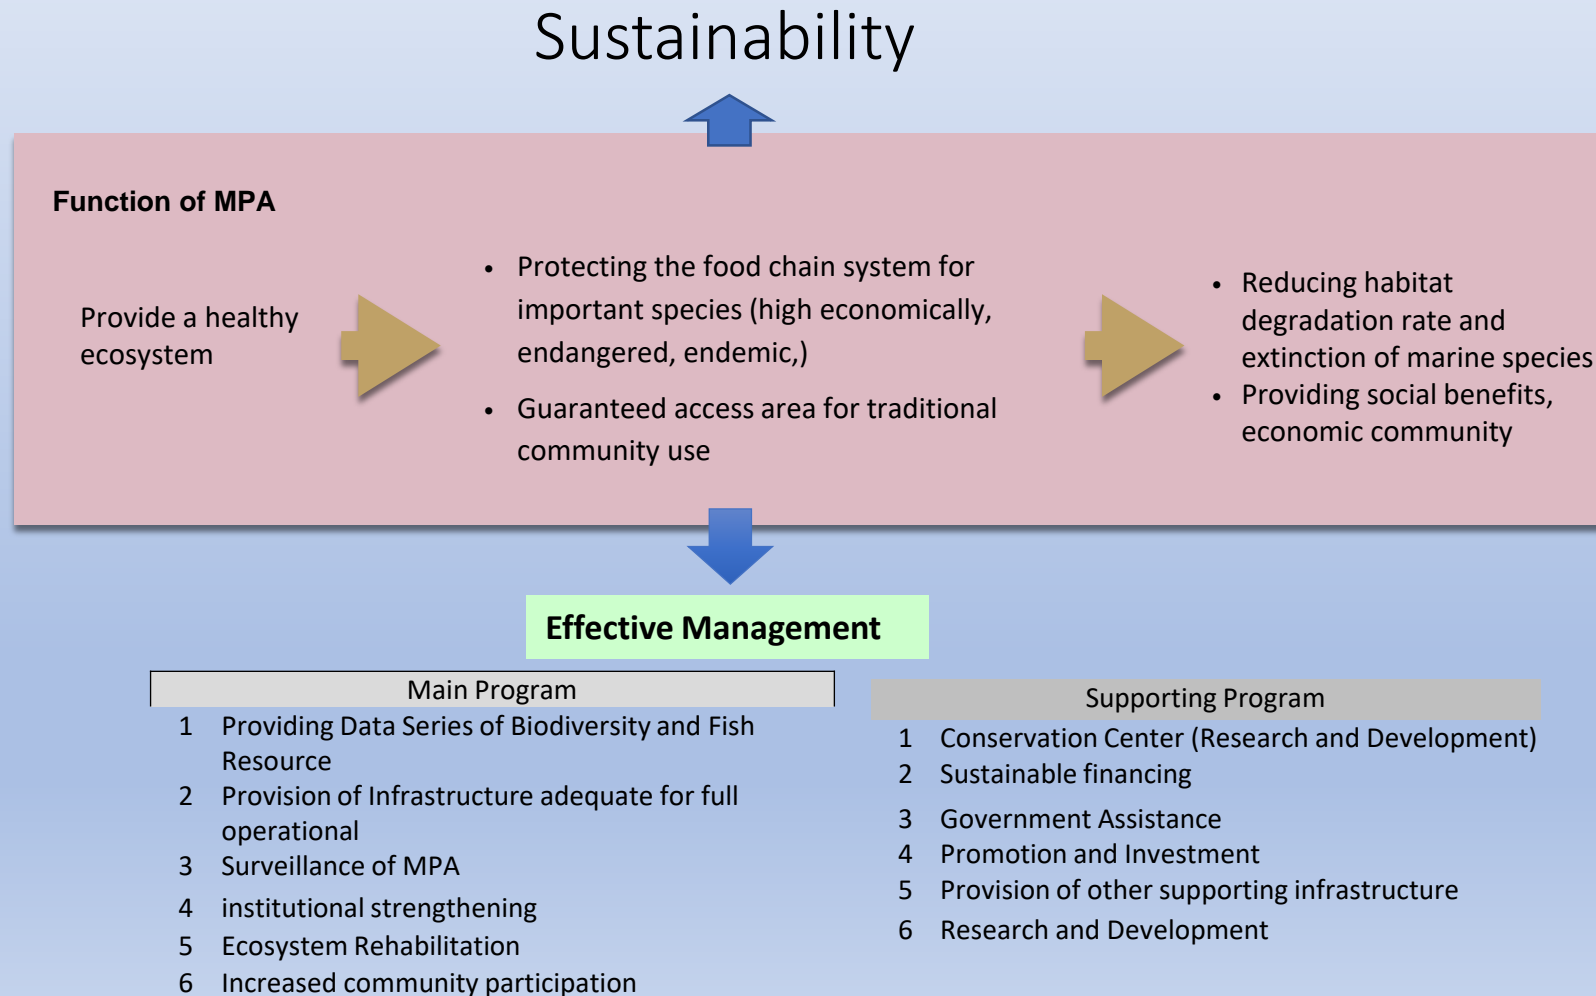 Sustainability
Function of MPA
Provide a healthy
ecosystem
• Protecting the food chain system for
important species (high economically,
endangered, endemic,)
• Guaranteed access area for traditional
community use
• Reducing habitat
degradation rate and
extinction of marine species
• Providing social benefits,
economic community
Effective Management
Main Program
1 Providing Data Series of Biodiversity and Fish
Resource
2 Provision of Infrastructure adequate for full
operational
3 Surveillance of MPA
4 institutional strengthening
5 Ecosystem Rehabilitation
6 Increased community participation
Supporting Program
1 Conservation Center (Research and Development)
2 Sustainable financing
3 Government Assistance
4 Promotion and Investment
5 Provision of other supporting infrastructure
6 Research and Development